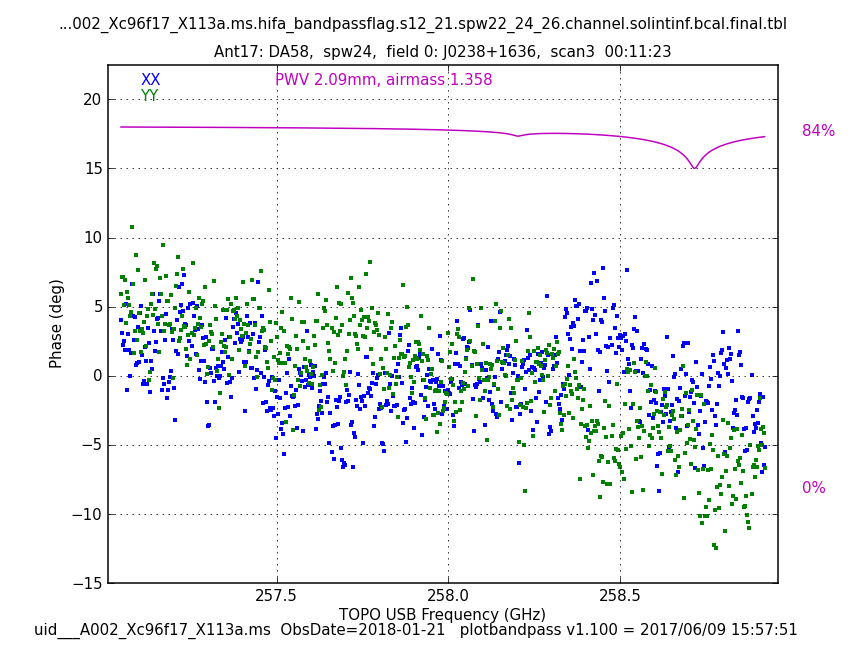 ...002_Xc96f17_X113a.ms.hifa_bandpassflag.s12_21.spw22_24_26.channel.solintinf.bcal.final.tbl
Ant17: DA58,  spw24,  field 0: J0238+1636,  scan3  00:11:23
XX
PWV 2.09mm, airmass 1.358
YY
20
84%
15
10
5
0
−5
0%
−10
−15
Phase (deg)
257.5
258.0
258.5
TOPO USB Frequency (GHz)
uid___A002_Xc96f17_X113a.ms  ObsDate=2018-01-21   plotbandpass v1.100 = 2017/06/09 15:57:51